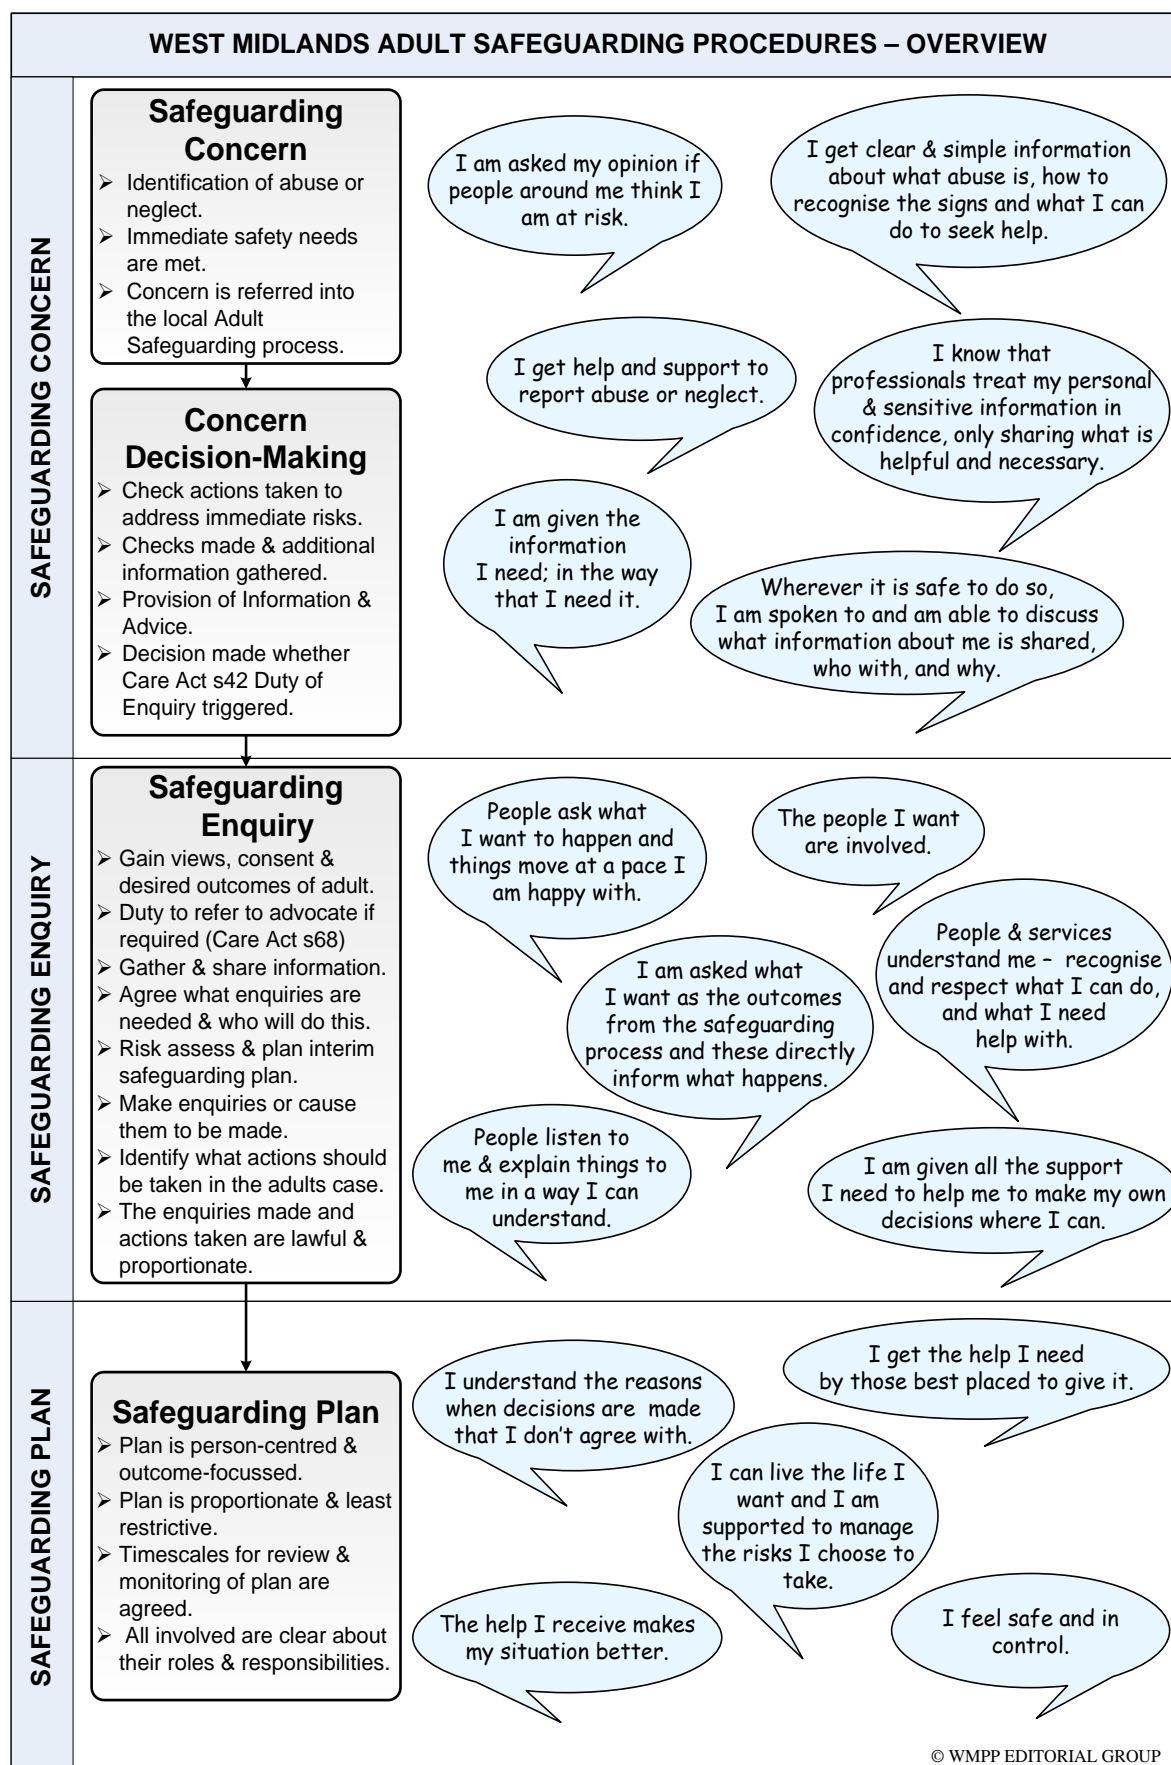 WEST MIDLANDS ADULT SAFEGUARDING PROCEDURES – OVERVIEW
SAFEGUARDING CONCERN
Safeguarding
Concern
➢ Identification of abuse or
neglect.
➢ Immediate safety needs
are met.
➢ Concern is referred into
the local Adult
Safeguarding process.
Concern
Decision-Making
➢ Check actions taken to
address immediate risks.
➢ Checks made & additional
information gathered.
➢ Provision of Information &
Advice.
➢ Decision made whether
Care Act s42 Duty of
Enquiry triggered.
I am asked my opinion if
people around me think I
am at risk.
I get clear & simple information
about what abuse is, how to
recognise the signs and what I can
do to seek help.
I get help and support to
report abuse or neglect.
I know that
professionals treat my personal
& sensitive information in
confidence, only sharing what is
helpful and necessary.
I am given the
information
I need; in the way
that I need it.
Wherever it is safe to do so,
I am spoken to and am able to discuss
what information about me is shared,
who with, and why.
SAFEGUARDING ENQUIRY
Safeguarding
Enquiry
➢ Gain views, consent &
desired outcomes of adult.
➢ Duty to refer to advocate if
required (Care Act s68)
➢ Gather & share information.
➢ Agree what enquiries are
needed & who will do this.
➢ Risk assess & plan interim
safeguarding plan.
➢ Make enquiries or cause
them to be made.
➢ Identify what actions should
be taken in the adults case.
➢ The enquiries made and
actions taken are lawful &
proportionate.
People ask what
I want to happen and
things move at a pace I
am happy with.
The people I want
are involved.
People & services
understand me – recognise
and respect what I can do,
and what I need
help with.
I am asked what
I want as the outcomes
from the safeguarding
process and these directly
inform what happens.
People listen to
me & explain things to
me in a way I can
understand.
I am given all the support
I need to help me to make my own
decisions where I can.
SAFEGUARDING PLAN
Safeguarding Plan
➢ Plan is person-centred &
outcome-focussed.
➢ Plan is proportionate & least
restrictive.
➢ Timescales for review &
monitoring of plan are
agreed.
➢ All involved are clear about
their roles & responsibilities.
I understand the reasons
when decisions are made
that I don't agree with.
I get the help I need
by those best placed to give it.
I can live the life I
want and I am
supported to manage
the risks I choose to
take.
The help I receive makes
my situation better.
I feel safe and in
control.
© WMPP EDITORIAL GROUP